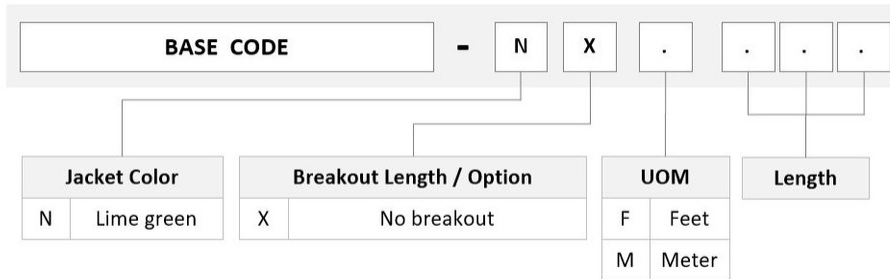 BASE CODE - N X . . . .
Jacket Color
N Lime green
Breakout Length / Option
X No breakout
UOM
F Feet
M Meter
Length